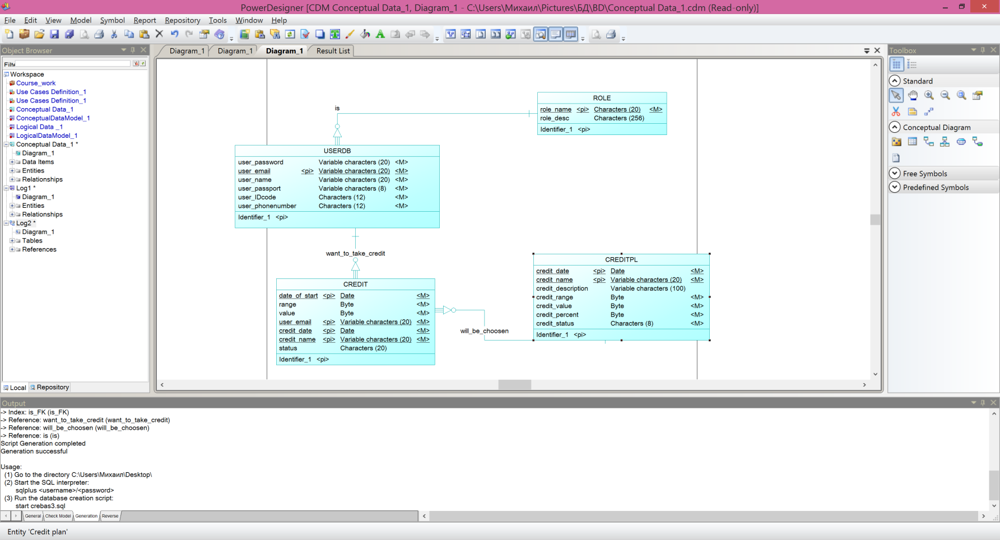 PowerDesigner [CDM Conceptual Data_1, Diagram_1 - C:\Users\Михаил\Pictures\БД\BD\Conceptual Data_1.cdm (Read-only)]
File Edit View Model Symbol Report Repository Tools Window Help
Object Browser
Filte
Workspace
Course_work
Use Cases Definition_1
Use Cases Definition_1
Conceptual Data_1
ConceptualDataModel_1
Logical Data _1
LogicalDataModel_1
Conceptual Data_1 *
Diagram_1
Data Items
Entities
Relationships
Log1 *
Diagram_1
Entities
Relationships
Log2 *
Diagram_1
Tables
References
Local Repository
Diagram_1 Diagram_1 Diagram_1 Result List
is
ROLE
role_name <pi> Characters (20) <M>
role_desc Characters (256)
Identifier_1 <pi>
USERDB
user_password Variable characters (20) <M>
user_email <pi> Variable characters (20) <M>
user_name Variable characters (20) <M>
user_passport Variable characters (8) <M>
user_IDcode Characters (12) <M>
user_phonenumber Characters (12) <M>
Identifier_1 <pi>
want_to_take_credit
CREDIT
date_of_start <pi> Date <M>
range Byte <M>
value Byte <M>
user_email <pi> Variable characters (20) <M>
credit_date <pi> Date <M>
credit_name <pi> Variable characters (20) <M>
status Characters (20)
Identifier_1 <pi>
will_be_choosen
CREDITPL
credit_date <pi> Date <M>
credit_name <pi> Variable characters (20) <M>
credit_description Variable characters (100)
credit_range Byte <M>
credit_value Byte <M>
credit_percent Byte <M>
credit_status Characters (8) <M>
Identifier_1 <pi>
Toolbox
Standard
Conceptual Diagram
Free Symbols
Predefined Symbols
Output
-> Index: is_FK (is_FK)
-> Reference: want_to_take_credit (want_to_take_credit)
-> Reference: will_be_choosen (will_be_choosen)
-> Reference: is (is)
Script Generation completed
Generation successful
Usage:
(1) Go to the directory C:\Users\Михаил\Desktop\
(2) Start the SQL interpreter:
sqlplus <username>/<password>
(3) Run the database creation script:
start crebas3.sql
General Check Model Generation Reverse
Entity 'Credit plan'